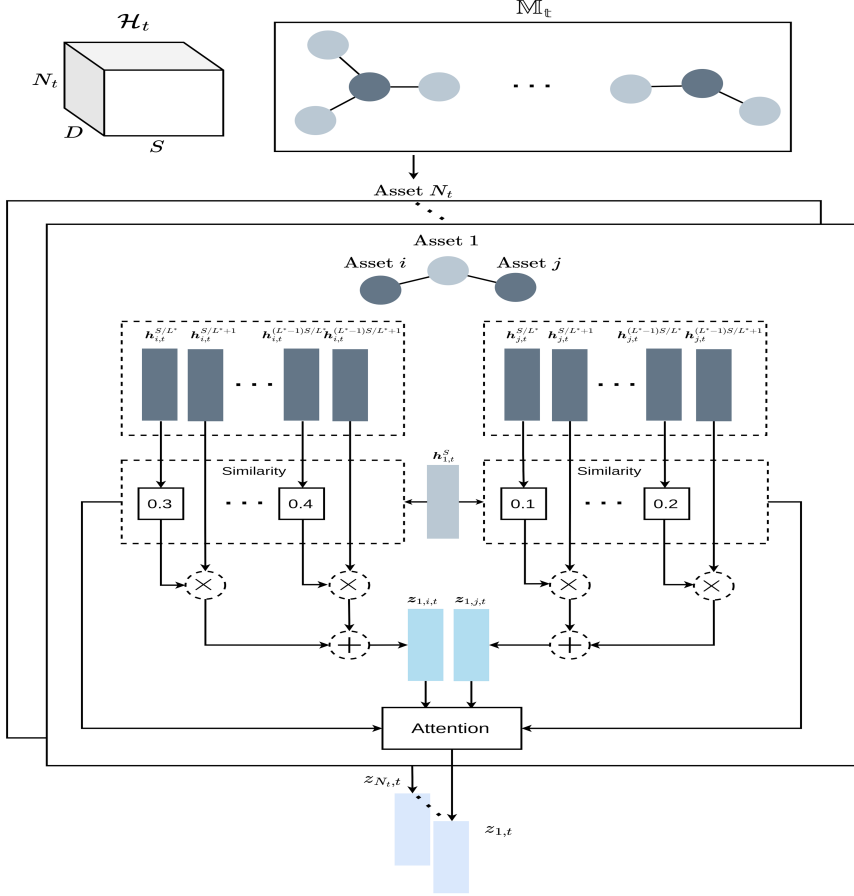 𝓗_t
𝕄_𝕥
N_t
D
S
Asset N_t
Asset 1
Asset i
Asset j
h_{i,t}^{S/L*} h_{i,t}^{S/L*+1} h_{i,t}^{(L*−1)S/L*} h_{i,t}^{(L*−1)S/L*+1}
h_{j,t}^{S/L*} h_{j,t}^{S/L*+1} h_{j,t}^{(L*−1)S/L*} h_{j,t}^{(L*−1)S/L*+1}
h_{1,t}^{S}
Similarity
Similarity
0.3
0.4
0.1
0.2
×
×
×
×
z_{1,i,t}
z_{1,j,t}
+
+
Attention
z_{N_t,t}
z_{1,t}